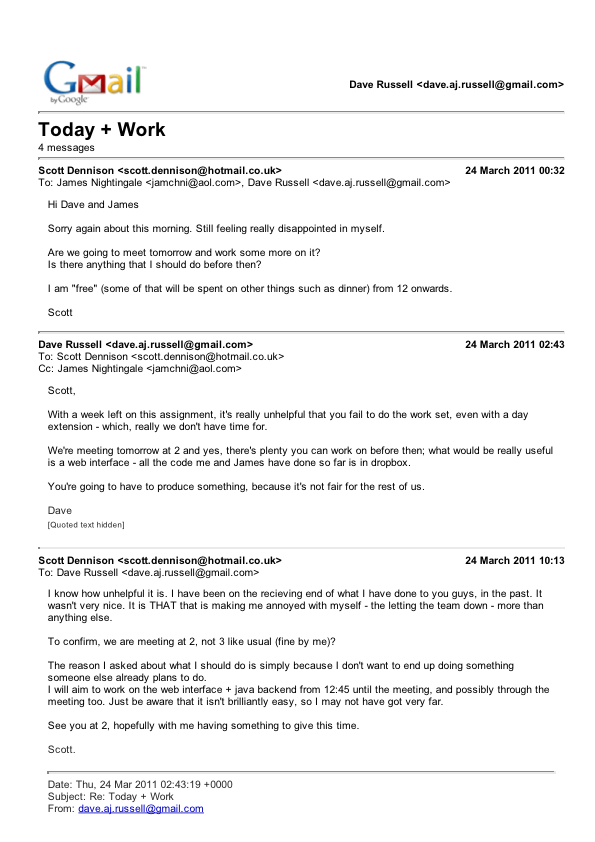 Gmail™
by Google
Dave Russell <dave.aj.russell@gmail.com>
Today + Work
4 messages
Scott Dennison <scott.dennison@hotmail.co.uk> 24 March 2011 00:32
To: James Nightingale <jamchni@aol.com>, Dave Russell <dave.aj.russell@gmail.com>
Hi Dave and James
Sorry again about this morning. Still feeling really disappointed in myself.
Are we going to meet tomorrow and work some more on it?
Is there anything that I should do before then?
I am "free" (some of that will be spent on other things such as dinner) from 12 onwards.
Scott
Dave Russell <dave.aj.russell@gmail.com> 24 March 2011 02:43
To: Scott Dennison <scott.dennison@hotmail.co.uk>
Cc: James Nightingale <jamchni@aol.com>
Scott,
With a week left on this assignment, it's really unhelpful that you fail to do the work set, even with a day
extension - which, really we don't have time for.
We're meeting tomorrow at 2 and yes, there's plenty you can work on before then; what would be really useful
is a web interface - all the code me and James have done so far is in dropbox.
You're going to have to produce something, because it's not fair for the rest of us.
Dave
[Quoted text hidden]
Scott Dennison <scott.dennison@hotmail.co.uk> 24 March 2011 10:13
To: Dave Russell <dave.aj.russell@gmail.com>
I know how unhelpful it is. I have been on the recieving end of what I have done to you guys, in the past. It
wasn't very nice. It is THAT that is making me annoyed with myself - the letting the team down - more than
anything else.
To confirm, we are meeting at 2, not 3 like usual (fine by me)?
The reason I asked about what I should do is simply because I don't want to end up doing something
someone else already plans to do.
I will aim to work on the web interface + java backend from 12:45 until the meeting, and possibly through the
meeting too. Just be aware that it isn't brilliantly easy, so I may not have got very far.
See you at 2, hopefully with me having something to give this time.
Scott.
Date: Thu, 24 Mar 2011 02:43:19 +0000
Subject: Re: Today + Work
From: dave.aj.russell@gmail.com